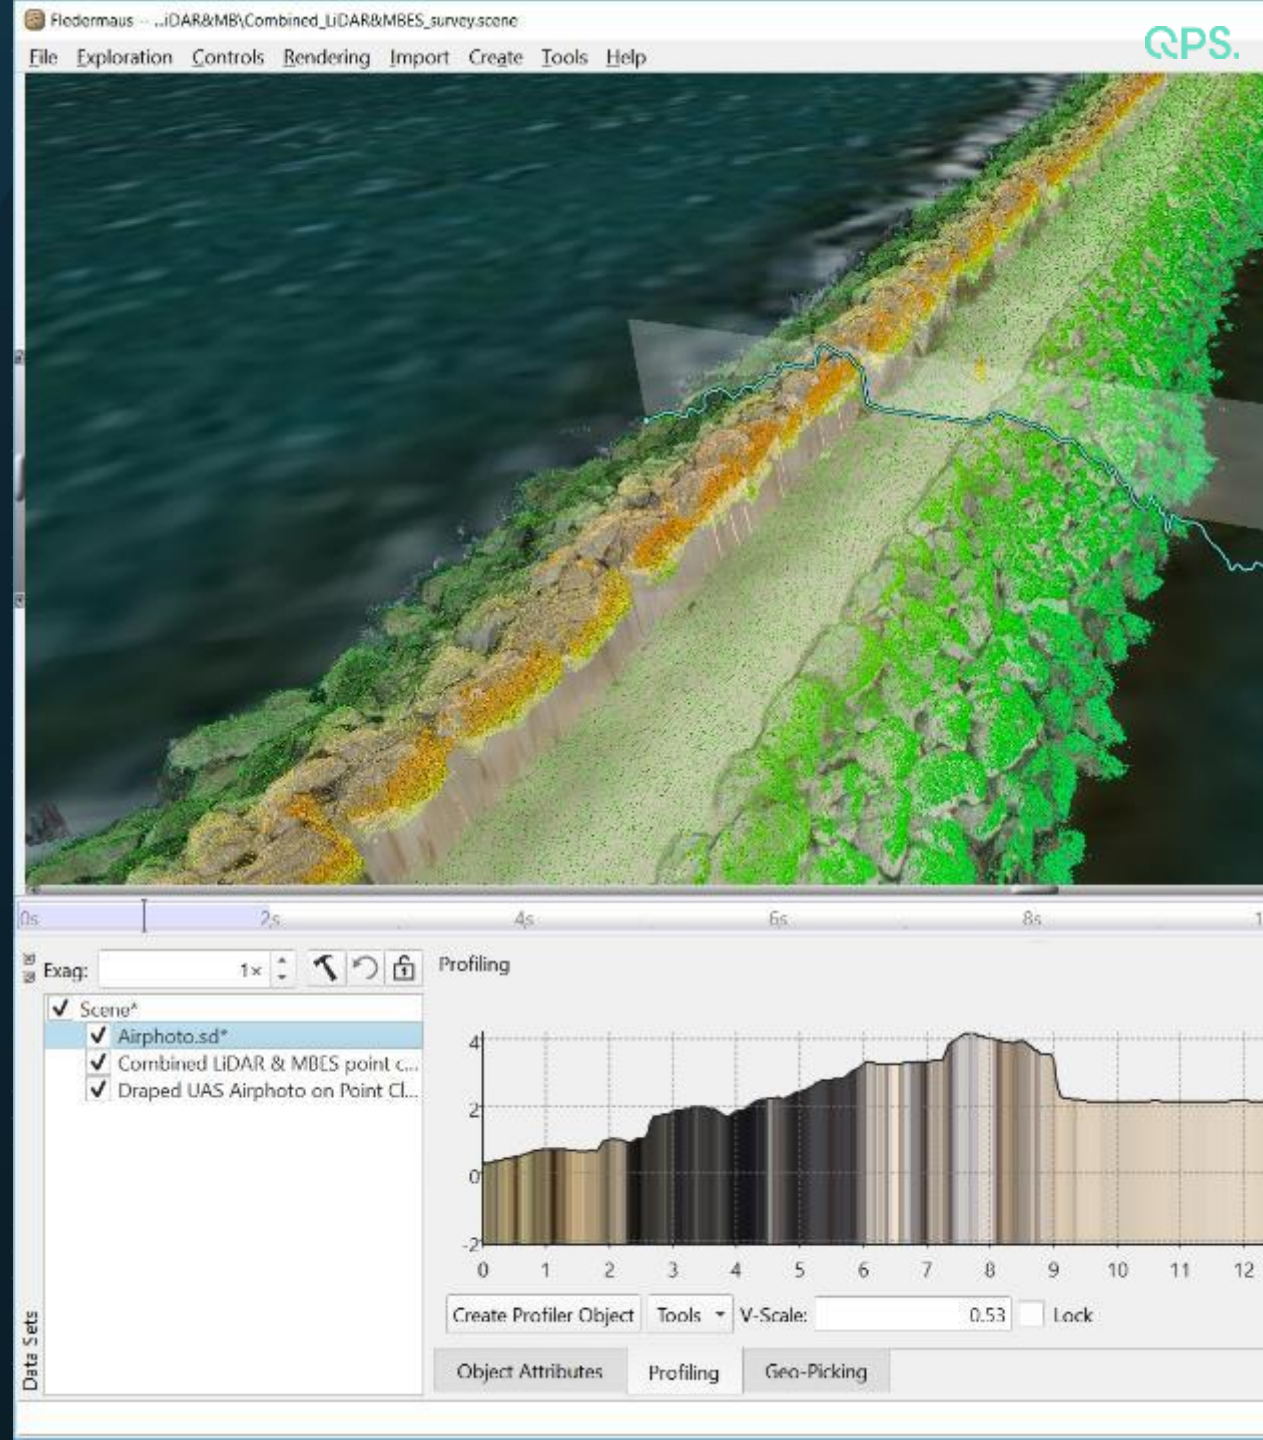 Fledermaus -- ..iDAR&MB\Combined_LiDAR&MBES_survey.scene
QPS.
File Exploration Controls Rendering Import Create Tools Help
0s 2s 4s 6s 8s 1
Exag: 1× Profiling
Scene*
Airphoto.sd*
Combined LiDAR & MBES point c...
Draped UAS Airphoto on Point Cl...
4
2
0
-2
0 1 2 3 4 5 6 7 8 9 10 11 12
Create Profiler Object Tools V-Scale: 0.53 Lock
Data Sets
Object Attributes Profiling Geo-Picking